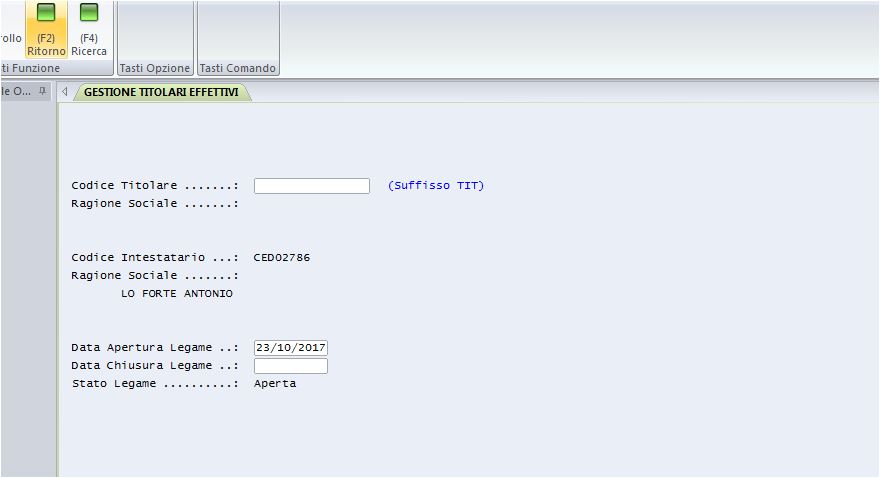 rollo
(F2)
Ritorno
(F4)
Ricerca
ti Funzione
Tasti Opzione
Tasti Comando
le O...
GESTIONE TITOLARI EFFETTIVI
Codice Titolare .......: (Suffisso TIT)
Ragione Sociale .......:
Codice Intestatario ...: CED02786
Ragione Sociale .......:
LO FORTE ANTONIO
Data Apertura Legame ..: 23/10/2017
Data Chiusura Legame ..:
Stato Legame ..........: Aperta